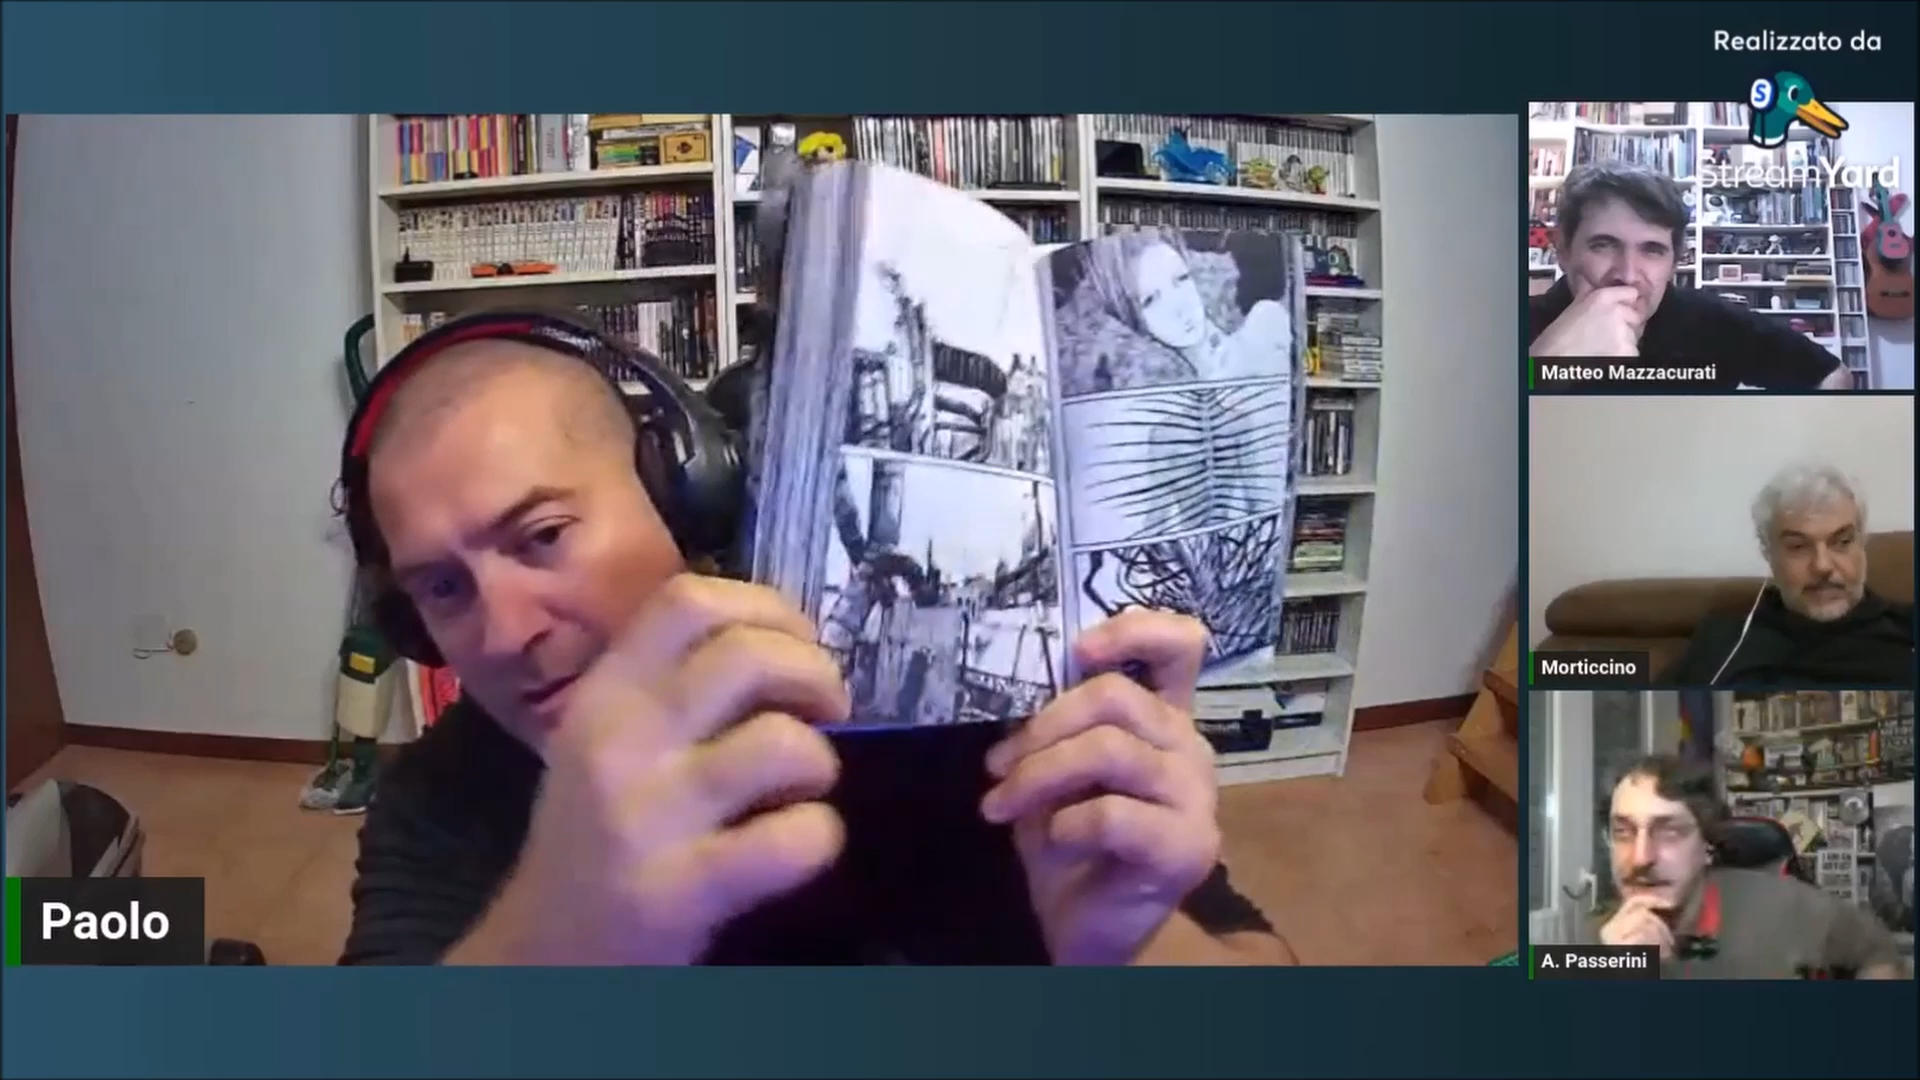 Realizzato da
S
StreamYard
Matteo Mazzacurati
Morticcino
Paolo
A. Passerini